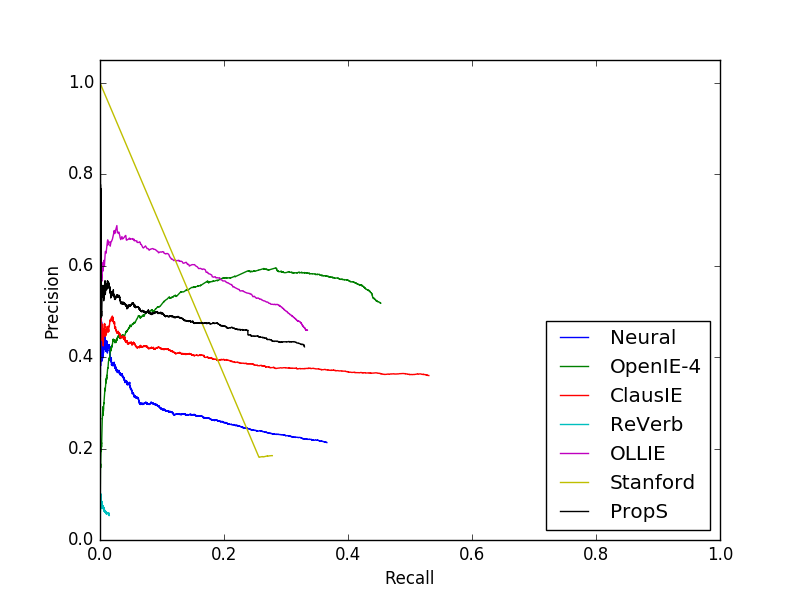 1.0
0.8
0.6
0.4
0.2
0.0
Precision
0.0 0.2 0.4 0.6 0.8 1.0
Recall
Neural
OpenIE-4
ClausIE
ReVerb
OLLIE
Stanford
PropS